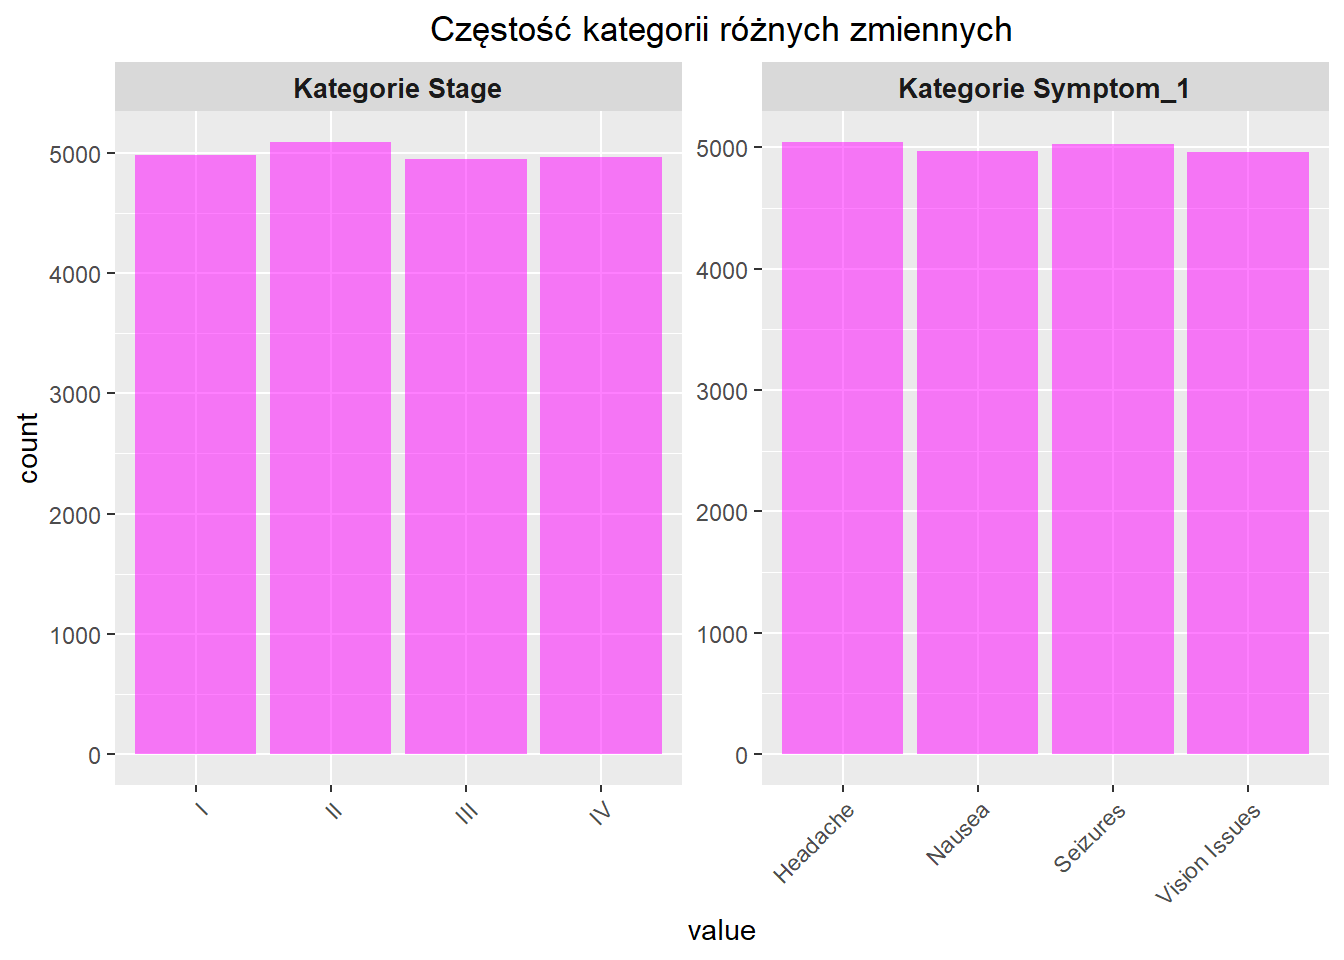 Częstość kategorii różnych zmiennych
Kategorie Stage
Kategorie Symptom_1
count
5000
4000
3000
2000
1000
0
I
II
III
IV
5000
4000
3000
2000
1000
0
Headache
Nausea
Seizures
Vision Issues
value